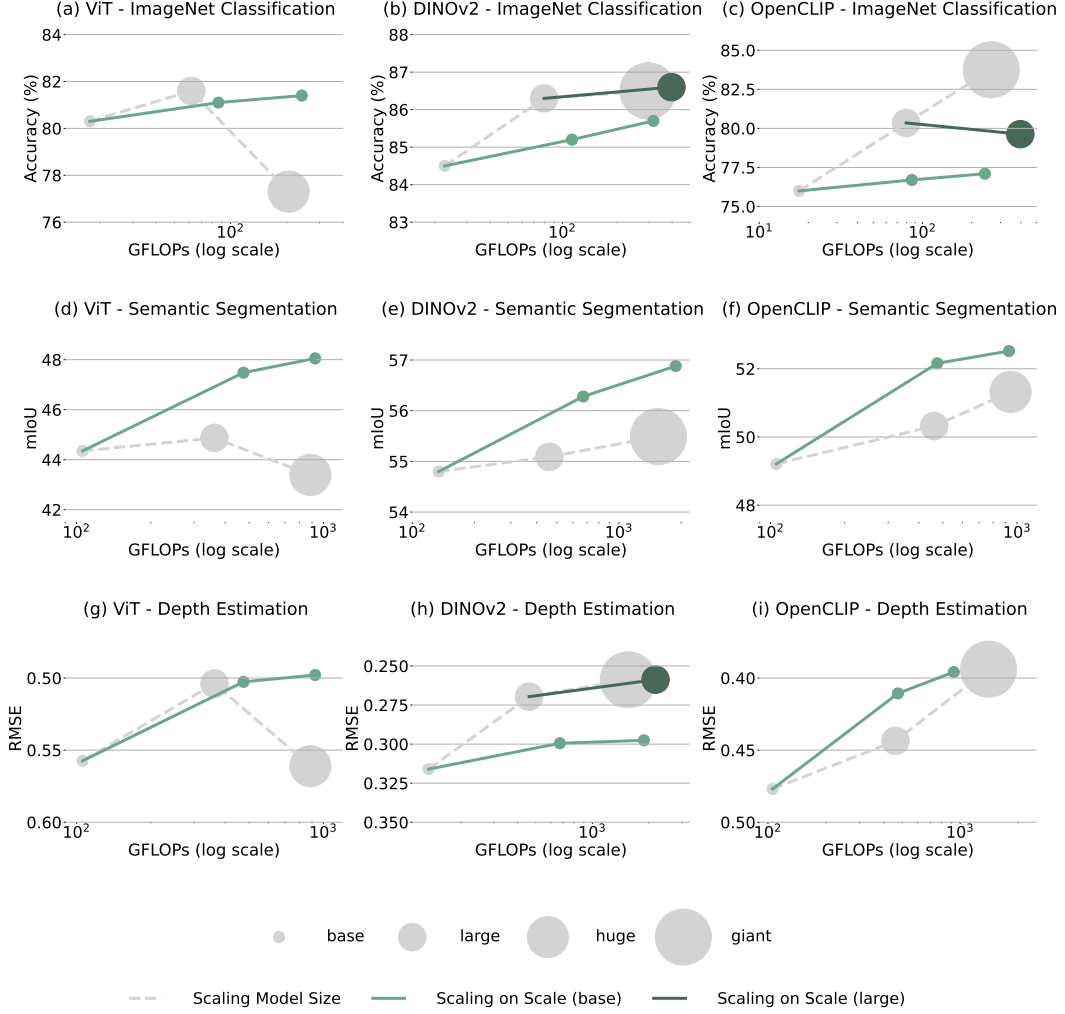 (a) ViT - ImageNet Classification
84
82
80
78
76
Accuracy (%)
10²
GFLOPs (log scale)
(b) DINOv2 - ImageNet Classification
88
87
86
85
84
83
Accuracy (%)
10²
GFLOPs (log scale)
(c) OpenCLIP - ImageNet Classification
85.0
82.5
80.0
77.5
75.0
Accuracy (%)
10¹
10²
GFLOPs (log scale)
(d) ViT - Semantic Segmentation
48
46
44
42
mIoU
10²
10³
GFLOPs (log scale)
(e) DINOv2 - Semantic Segmentation
57
56
55
54
mIoU
10²
10³
GFLOPs (log scale)
(f) OpenCLIP - Semantic Segmentation
52
50
48
mIoU
10²
10³
GFLOPs (log scale)
(g) ViT - Depth Estimation
0.50
0.55
0.60
RMSE
10²
10³
GFLOPs (log scale)
(h) DINOv2 - Depth Estimation
0.250
0.275
0.300
0.325
0.350
RMSE
10³
GFLOPs (log scale)
(i) OpenCLIP - Depth Estimation
0.40
0.45
0.50
RMSE
10²
10³
GFLOPs (log scale)
base
large
huge
giant
Scaling Model Size
Scaling on Scale (base)
Scaling on Scale (large)